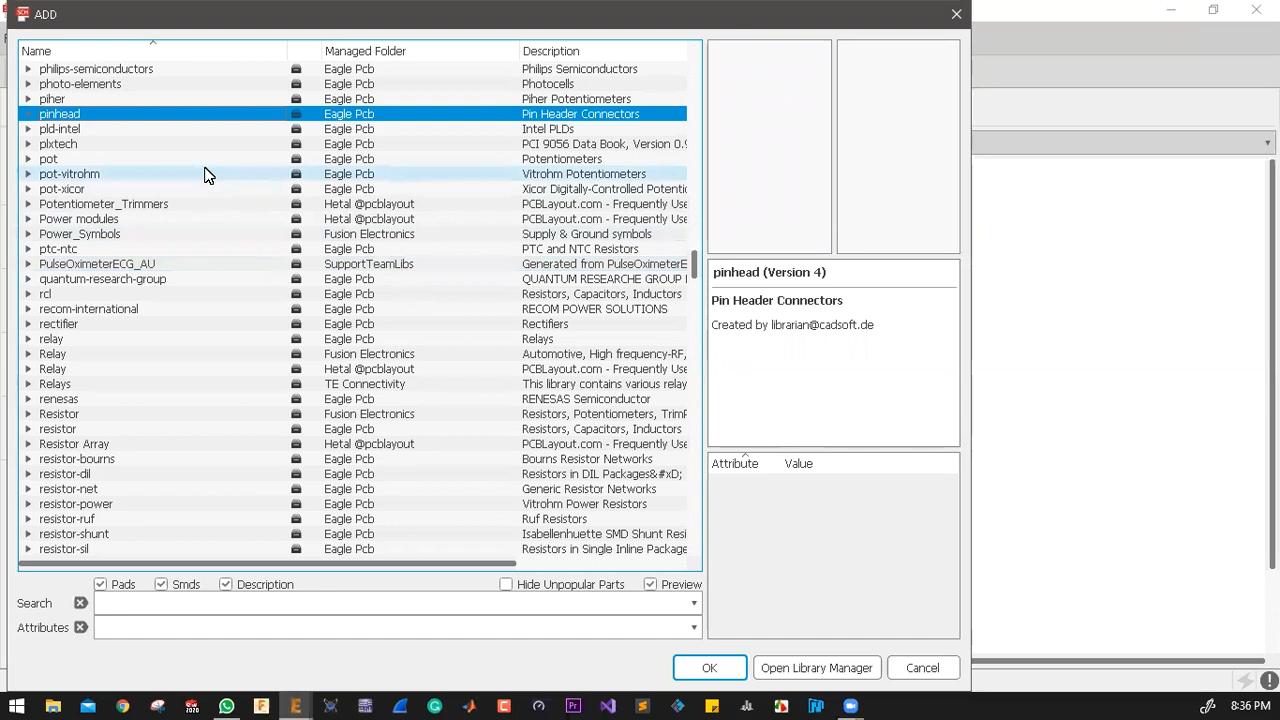 ADD
Name Managed Folder Description
philips-semiconductors Eagle Pcb Philips Semiconductors
photo-elements Eagle Pcb Photocells
piher Eagle Pcb Piher Potentiometers
pinhead Eagle Pcb Pin Header Connectors
pld-intel Eagle Pcb Intel PLDs
plxtech Eagle Pcb PCI 9056 Data Book, Version 0.9
pot Eagle Pcb Potentiometers
pot-vitrohm Eagle Pcb Vitrohm Potentiometers
pot-xicor Eagle Pcb Xicor Digitally-Controlled Potentic
Potentiometer_Trimmers Hetal @pcblayout PCBLayout.com - Frequently Use
Power modules Hetal @pcblayout PCBLayout.com - Frequently Use
Power_Symbols Fusion Electronics Supply & Ground symbols
ptc-ntc Eagle Pcb PTC and NTC Resistors
PulseOximeterECG_AU SupportTeamLibs Generated from PulseOximeterE
quantum-research-group Eagle Pcb QUANTUM RESEARCHE GROUP
rcl Eagle Pcb Resistors, Capacitors, Inductors
recom-international Eagle Pcb RECOM POWER SOLUTIONS
rectifier Eagle Pcb Rectifiers
relay Eagle Pcb Relays
Relay Fusion Electronics Automotive, High frequency-RF,
Relay Hetal @pcblayout PCBLayout.com - Frequently Use
Relays TE Connectivity This library contains various relay
renesas Eagle Pcb RENESAS Semiconductor
Resistor Fusion Electronics Resistors, Potentiometers, TrimF
resistor Eagle Pcb Resistors, Capacitors, Inductors
Resistor Array Hetal @pcblayout PCBLayout.com - Frequently Use
resistor-bourns Eagle Pcb Bourns Resistor Networks
resistor-dil Eagle Pcb Resistors in DIL Packages&#xD;
resistor-net Eagle Pcb Generic Resistor Networks
resistor-power Eagle Pcb Vitrohm Power Resistors
resistor-ruf Eagle Pcb Ruf Resistors
resistor-shunt Eagle Pcb Isabellenhuette SMD Shunt Resi
resistor-sil Eagle Pcb Resistors in Single Inline Package
Pads Smds Description Hide Unpopular Parts Preview
Search
Attributes
pinhead (Version 4)
Pin Header Connectors
Created by librarian@cadsoft.de
Attribute Value
OK Open Library Manager Cancel
8:36 PM